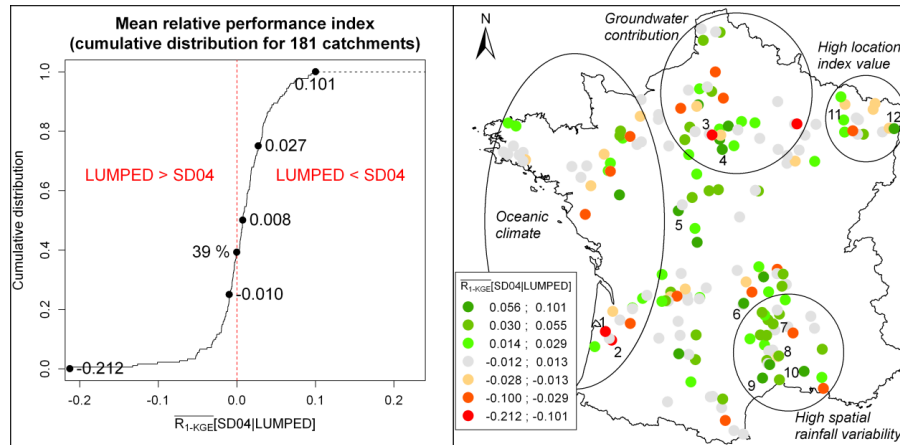 Mean relative performance index
(cumulative distribution for 181 catchments)
Cumulative distribution
1.0
0.8
0.6
0.4
0.2
0.0
0.101
0.027
LUMPED > SD04
LUMPED < SD04
0.008
39 %
-0.010
-0.212
-0.2
-0.1
0.0
0.1
0.2
R1-KGE[SD04|LUMPED]
N
Groundwater
contribution
High location
index value
Oceanic
climate
High spatial
rainfall variability
1
2
3
4
5
6
7
8
9
10
11
12
R1-KGE[SD04|LUMPED]
0.056 ; 0.101
0.030 ; 0.055
0.014 ; 0.029
-0.012 ; 0.013
-0.028 ; -0.013
-0.100 ; -0.029
-0.212 ; -0.101